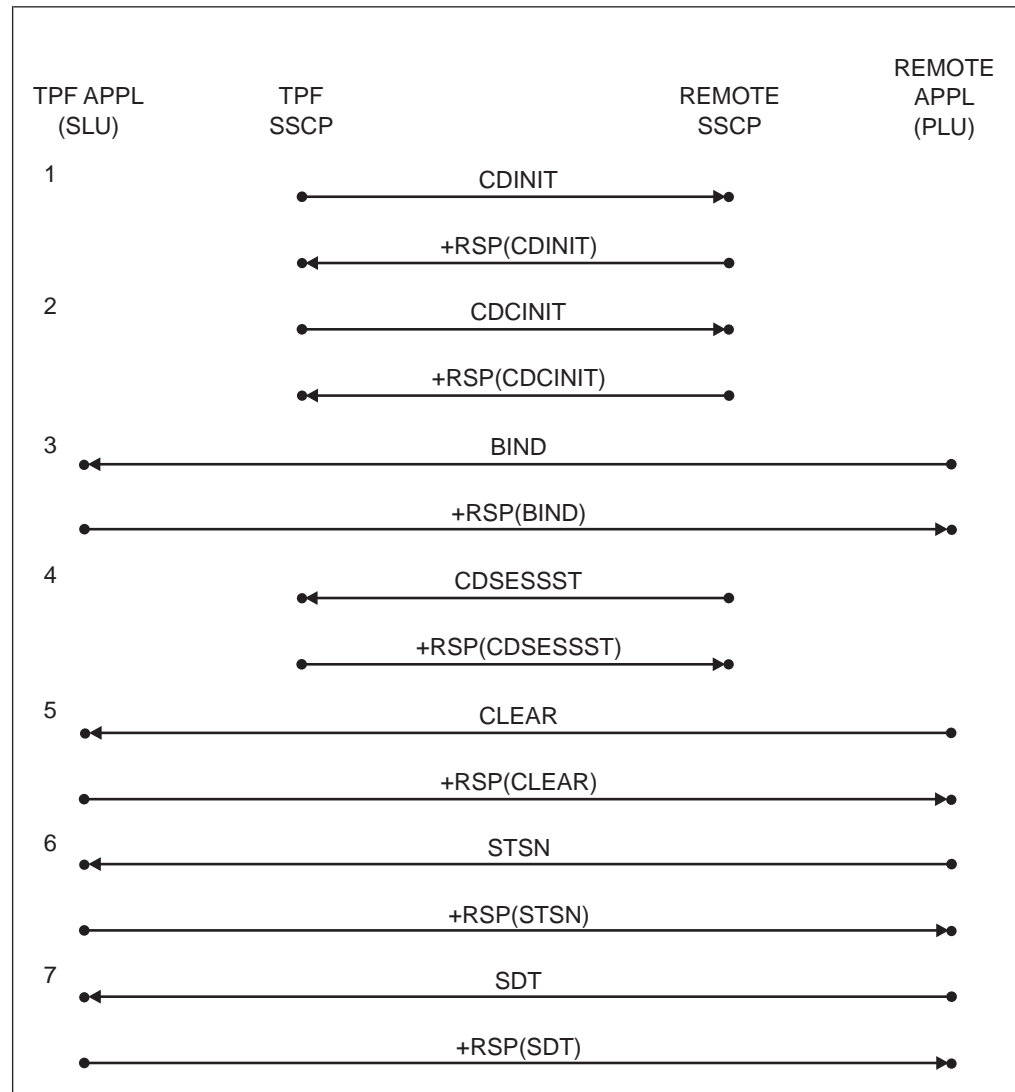 TPF APPL
(SLU)
TPF
SSCP
REMOTE
SSCP
REMOTE
APPL
(PLU)
1
CDINIT
+RSP(CDINIT)
2
CDCINIT
+RSP(CDCINIT)
3
BIND
+RSP(BIND)
4
CDSESSST
+RSP(CDSESSST)
5
CLEAR
+RSP(CLEAR)
6
STSN
+RSP(STSN)
7
SDT
+RSP(SDT)